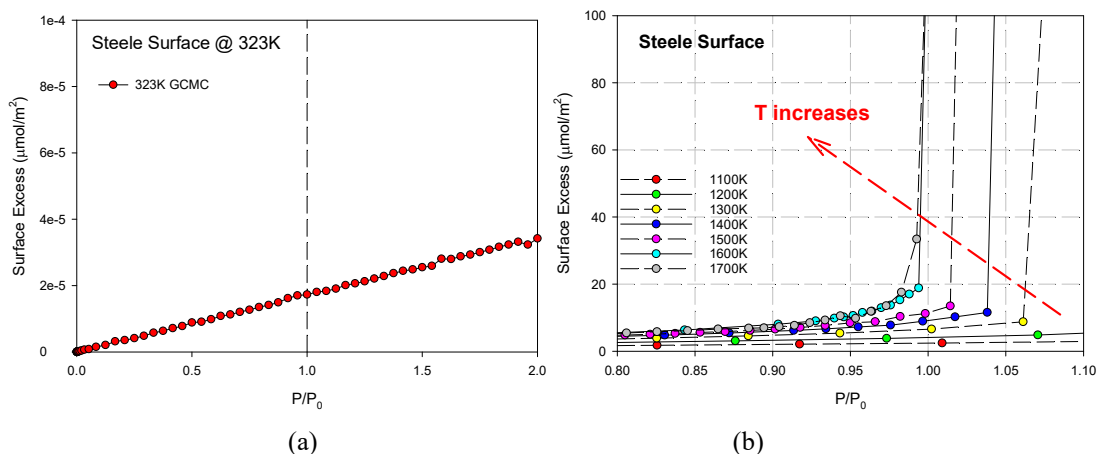 Steele Surface @ 323K
323K GCMC
Surface Excess (μmol/m²)
1e-4
8e-5
6e-5
4e-5
2e-5
0
0.0 0.5 1.0 1.5 2.0
P/P₀
(a)
Steele Surface
T increases
1100K
1200K
1300K
1400K
1500K
1600K
1700K
Surface Excess (μmol/m²)
100
80
60
40
20
0
0.80 0.85 0.90 0.95 1.00 1.05 1.10
P/P₀
(b)